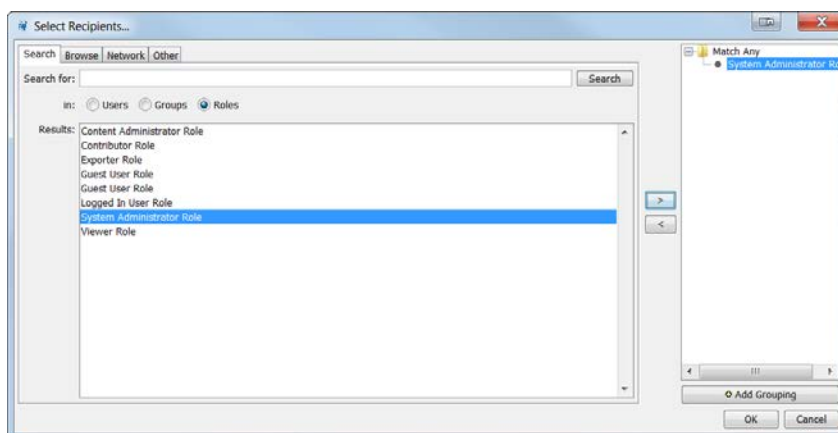 Select Recipients...
Search Browse Network Other
Search for: Search
in: Users Groups Roles
Results: Content Administrator Role
Contributor Role
Exporter Role
Guest User Role
Guest User Role
Logged In User Role
System Administrator Role
Viewer Role
>
<
Match Any
System Administrator Ro
Add Grouping
OK Cancel